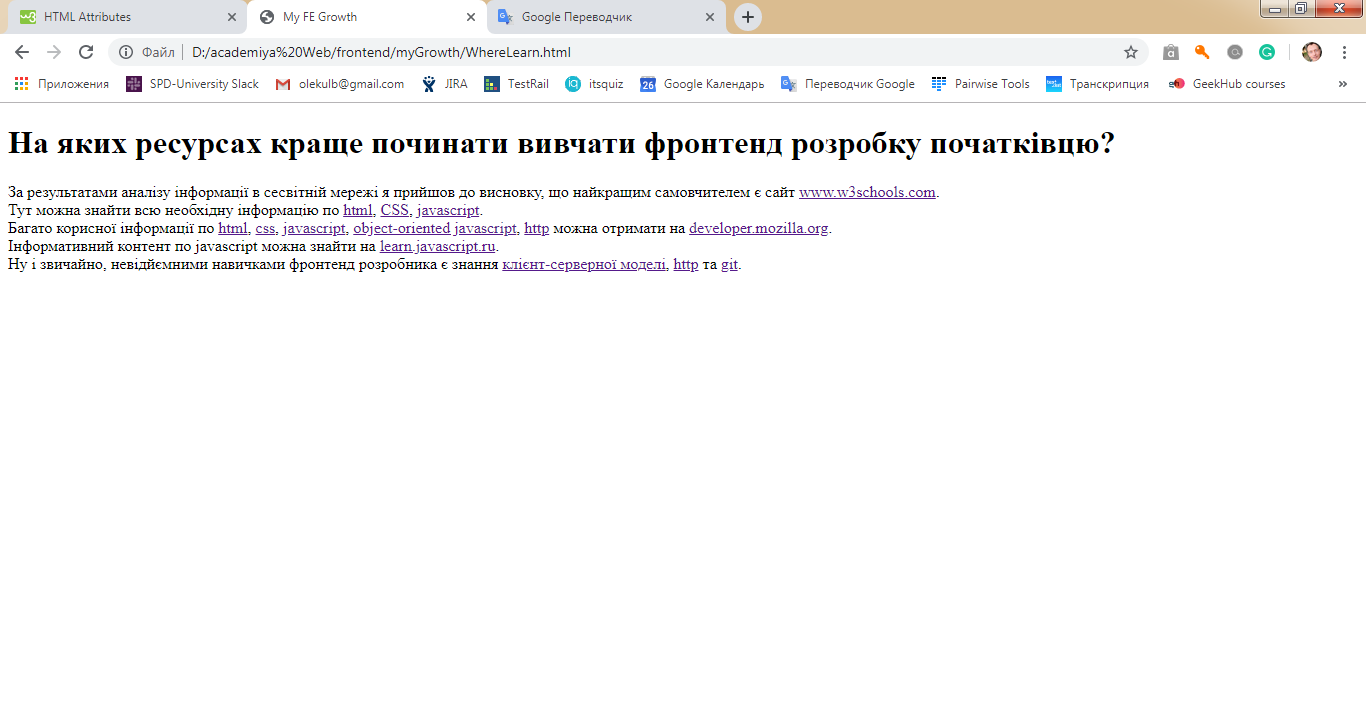 HTML Attributes
My FE Growth
Google Переводчик
Файл D:/academiya%20Web/frontend/myGrowth/WhereLearn.html
Приложения SPD-University Slack olekulb@gmail.com JIRA TestRail itsquiz 26 Google Календарь Переводчик Google Pairwise Tools Транскрипция GeekHub courses »
На яких ресурсах краще починати вивчати фронтенд розробку початківцю?
За результатами аналізу інформації в сесвітній мережі я прийшов до висновку, що найкращим самовчителем є сайт www.w3schools.com.
Тут можна знайти всю необхідну інформацію по html, CSS, javascript.
Багато корисної інформації по html, css, javascript, object-oriented javascript, http можна отримати на developer.mozilla.org.
Інформативний контент по javascript можна знайти на learn.javascript.ru.
Ну і звичайно, невідйємними навичками фронтенд розробника є знання клієнт-серверної моделі, http та git.